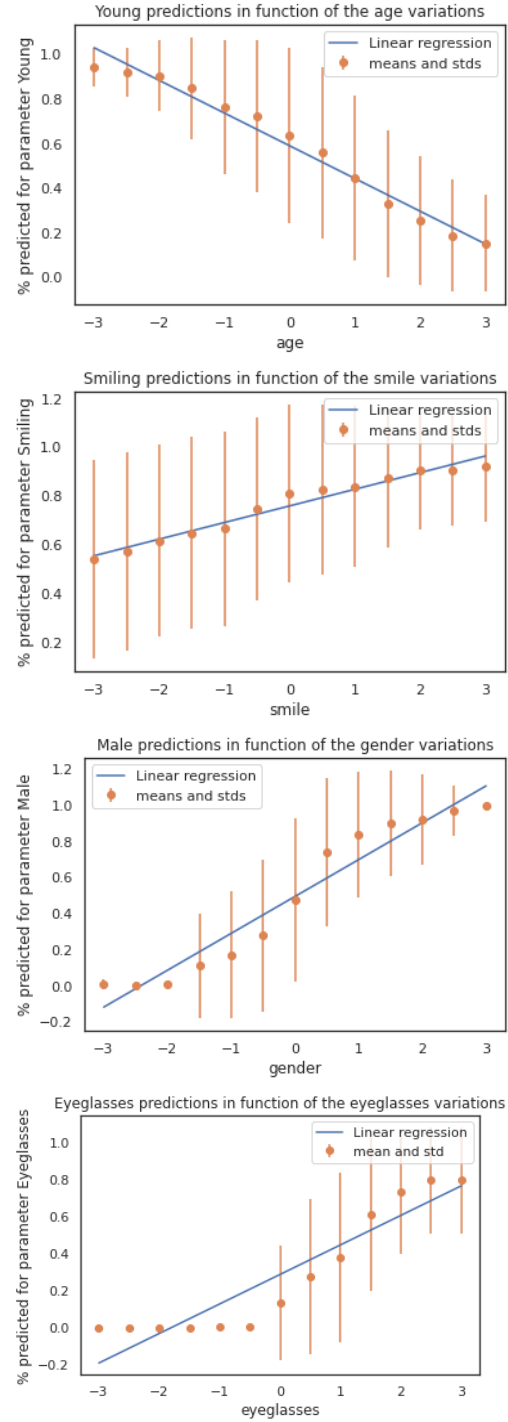 Young predictions in function of the age variations
% predicted for parameter Young
1.0
0.8
0.6
0.4
0.2
0.0
Linear regression
means and stds
−3 −2 −1 0 1 2 3
age
Smiling predictions in function of the smile variations
% predicted for parameter Smiling
1.2
1.0
0.8
0.6
0.4
0.2
Linear regression
means and stds
−3 −2 −1 0 1 2 3
smile
Male predictions in function of the gender variations
% predicted for parameter Male
1.2
1.0
0.8
0.6
0.4
0.2
0.0
−0.2
Linear regression
means and stds
−3 −2 −1 0 1 2 3
gender
Eyeglasses predictions in function of the eyeglasses variations
% predicted for parameter Eyeglasses
1.0
0.8
0.6
0.4
0.2
0.0
−0.2
Linear regression
mean and std
−3 −2 −1 0 1 2 3
eyeglasses